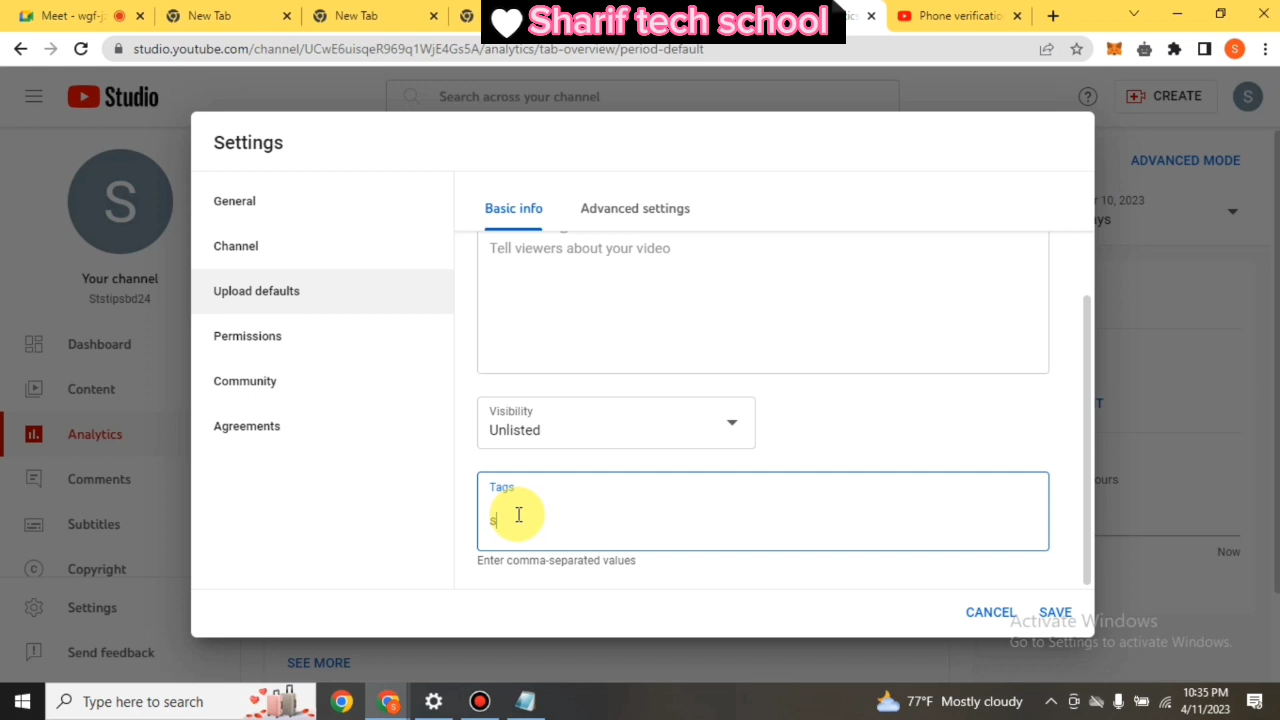 Meet - wgf-j
New Tab
New Tab
Sharif tech school
Phone verificatio
studio.youtube.com/channel/UCwE6uisqeR969q1WjE4Gs5A/analytics/tab-overview/period-default
S
Studio
Search across your channel
CREATE
S
Settings
ADVANCED MODE
S
General
Basic info
Advanced settings
r 10, 2023
ys
Channel
Tell viewers about your video
Your channel
Ststipsbd24
Upload defaults
Permissions
Dashboard
Community
Content
Visibility
Unlisted
T
Analytics
Agreements
Comments
ours
Tags
s
Subtitles
Enter comma-separated values
Now
Copyright
Settings
CANCEL
SAVE
Activate Windows
Go to Settings to activate Windows.
Send feedback
SEE MORE
Type here to search
77°F Mostly cloudy
10:35 PM
4/11/2023